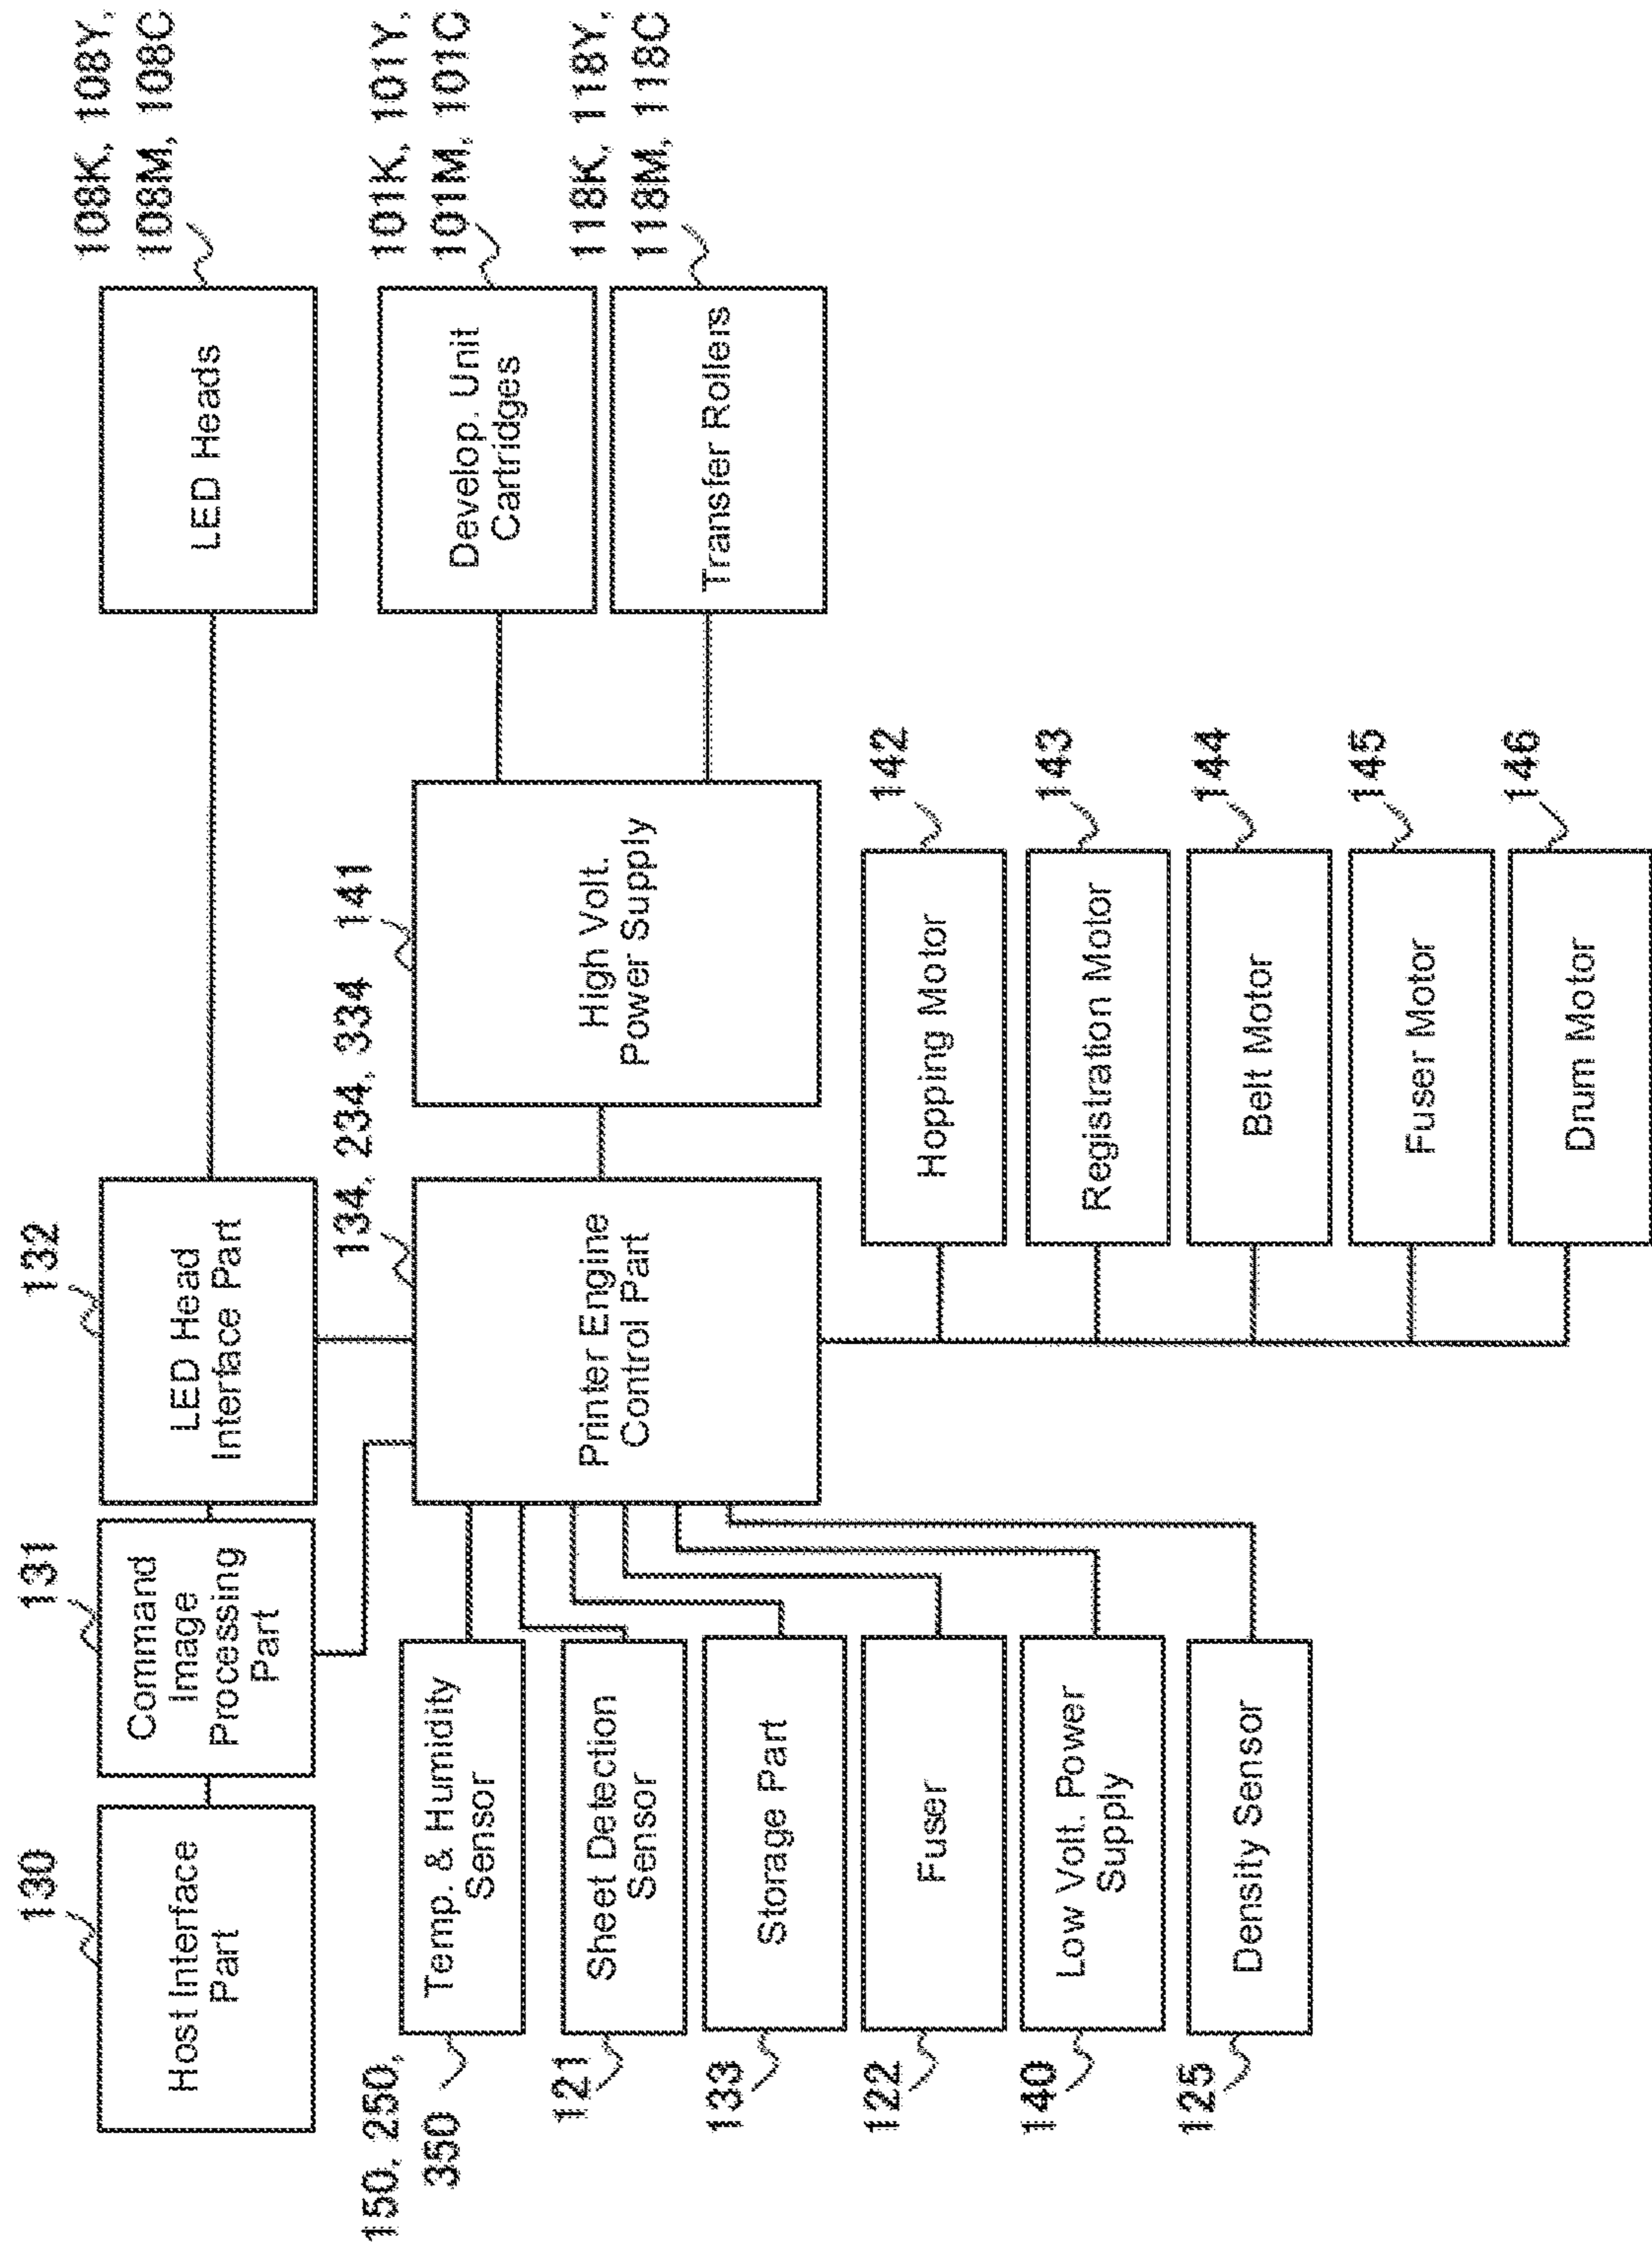 130
Host Interface
Part
131
Command
Image
Processing
Part
132
LED Head
Interface Part
108K, 108Y,
108M, 108C
LED Heads
150, 250,
350
Temp. & Humidity
Sensor
121
Sheet Detection
Sensor
133
Storage Part
122
Fuser
140
Low Volt. Power
Supply
125
Density Sensor
134, 234, 334
Printer Engine
Control Part
141
High Volt.
Power Supply
101K, 101Y,
101M, 101C
Develop. Unit
Cartridges
118K, 118Y,
118M, 118C
Transfer Rollers
142
Hopping Motor
143
Registration Motor
144
Belt Motor
145
Fuser Motor
146
Drum Motor